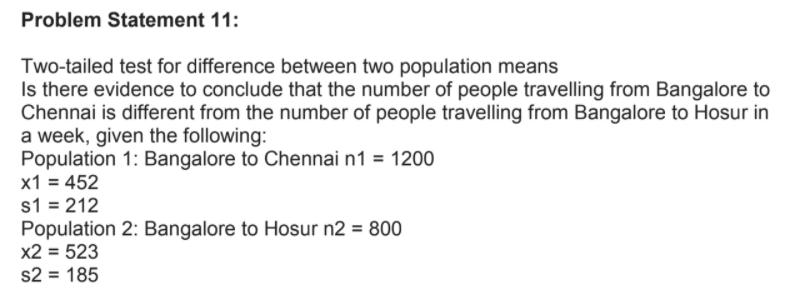 Problem Statement 11:
Two-tailed test for difference between two population means
Is there evidence to conclude that the number of people travelling from Bangalore to
Chennai is different from the number of people travelling from Bangalore to Hosur in
a week, given the following:
Population 1: Bangalore to Chennai n1 = 1200
x1 = 452
s1 = 212
Population 2: Bangalore to Hosur n2 = 800
x2 = 523
s2 = 185